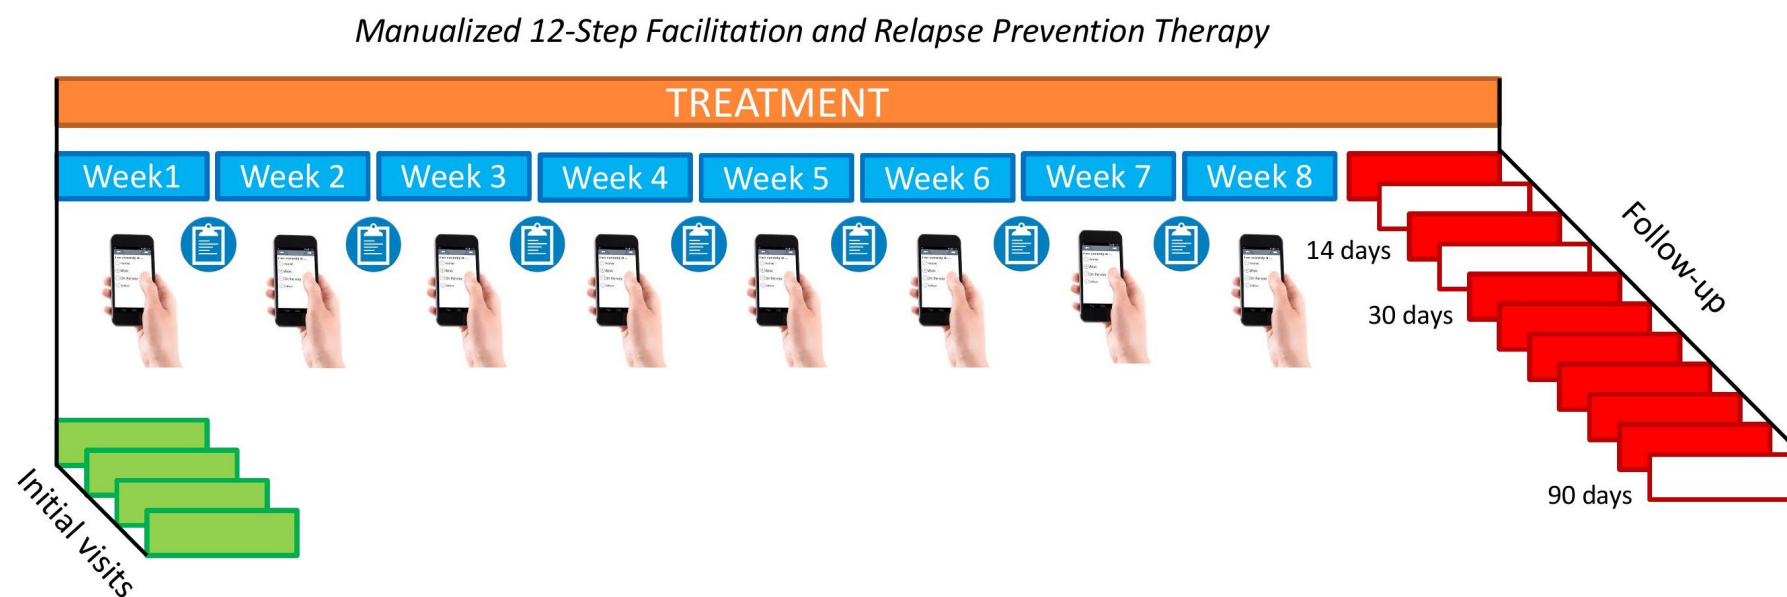 Manualized 12-Step Facilitation and Relapse Prevention Therapy
TREATMENT
Week1
Week 2
Week 3
Week 4
Week 5
Week 6
Week 7
Week 8
14 days
30 days
90 days
Follow-up
Initial visits